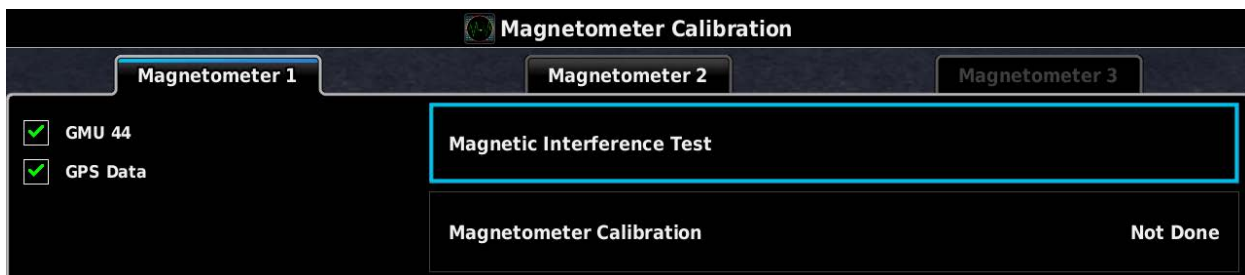 Magnetometer Calibration
Magnetometer 1
Magnetometer 2
Magnetometer 3
GMU 44
GPS Data
Magnetic Interference Test
Magnetometer Calibration
Not Done